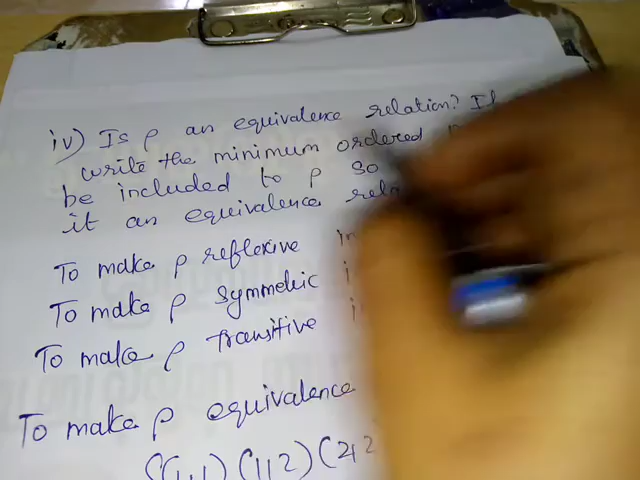 iv) Is ρ an equivalence relation? If
write the minimum ordered
be included to ρ so
it an equivalence
To make ρ reflexive
To make ρ symmetric
To make ρ transitive
To make ρ equivalence
{(1,1) (1,2) (2,2)